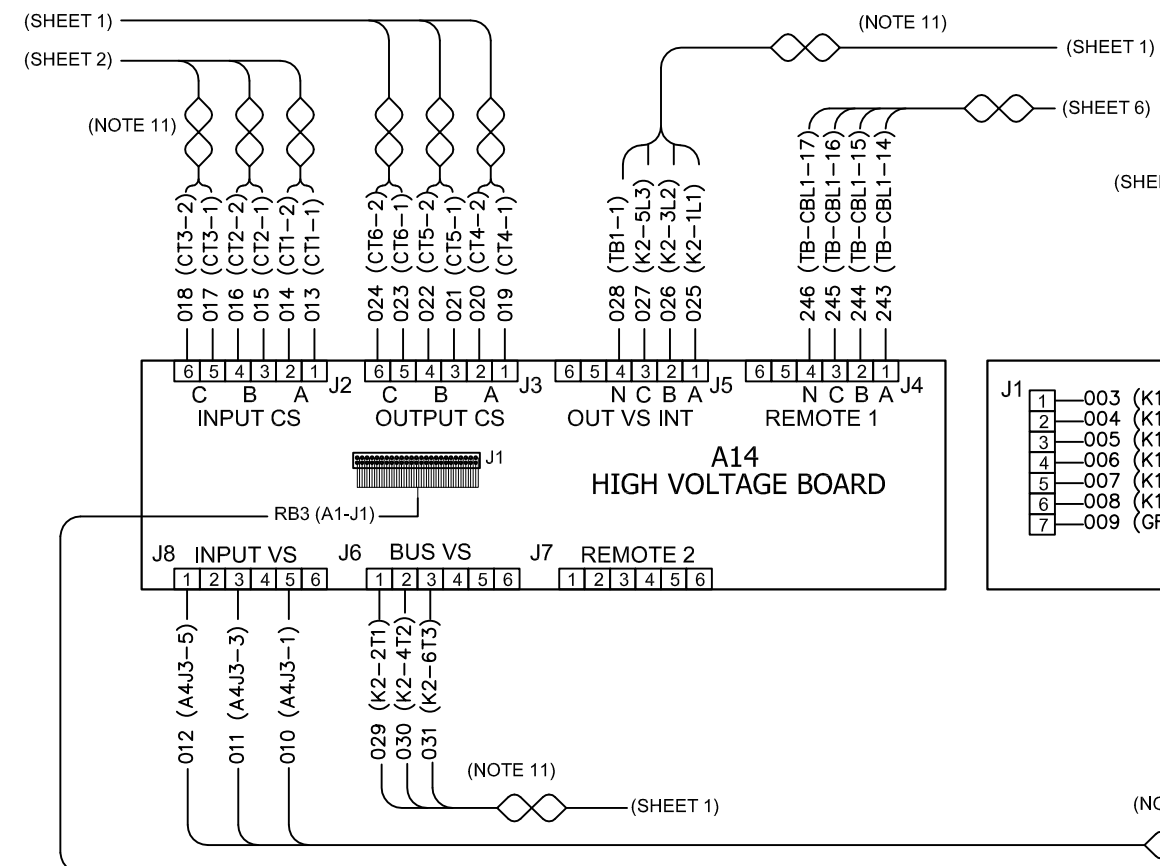 (SHEET 1)
(NOTE 11)
(SHEET 1)
(SHEET 2)
(SHEET 6)
(NOTE 11)
(SHE
018 (CT3-2)
017 (CT3-1)
016 (CT2-2)
015 (CT2-1)
014 (CT1-2)
013 (CT1-1)
024 (CT6-2)
023 (CT6-1)
022 (CT5-2)
021 (CT5-1)
020 (CT4-2)
019 (CT4-1)
028 (TB1-1)
027 (K2-5L3)
026 (K2-3L2)
025 (K2-1L1)
246 (TB-CBL1-17)
245 (TB-CBL1-16)
244 (TB-CBL1-15)
243 (TB-CBL1-14)
6 5 4 3 2 1 J2
C B A
INPUT CS
6 5 4 3 2 1 J3
C B A
OUTPUT CS
6 5 4 3 2 1 J5
N C B A
OUT VS INT
6 5 4 3 2 1 J4
N C B A
REMOTE 1
J1
A14
HIGH VOLTAGE BOARD
RB3 (A1-J1)
J8 INPUT VS
1 2 3 4 5 6
J6 BUS VS
1 2 3 4 5 6
J7 REMOTE 2
1 2 3 4 5 6
J1
1 003 (K1
2 004 (K1
3 005 (K1
4 006 (K1
5 007 (K1
6 008 (K1
7 009 (GF
012 (A4J3-5)
011 (A4J3-3)
010 (A4J3-1)
029 (K2-2T1)
030 (K2-4T2)
031 (K2-6T3)
(NOTE 11)
(SHEET 1)
(NO